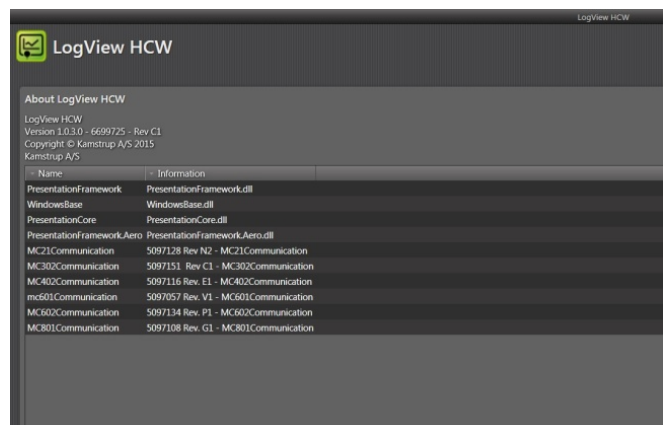 LogView HCW
LogView HCW
About LogView HCW
LogView HCW
Version 1.0.3.0 - 6699725 - Rev C1
Copyright © Kamstrup A/S 2015
Kamstrup A/S
Name Information
PresentationFramework PresentationFramework.dll
WindowsBase WindowsBase.dll
PresentationCore PresentationCore.dll
PresentationFramework.Aero PresentationFramework.Aero.dll
MC21Communication 5097128 Rev N2 - MC21Communication
MC302Communication 5097151 Rev C1 - MC302Communication
MC402Communication 5097116 Rev. E1 - MC402Communication
mc601Communication 5097057 Rev. V1 - MC601Communication
MC602Communication 5097134 Rev. P1 - MC602Communication
MC801Communication 5097108 Rev. G1 - MC801Communication